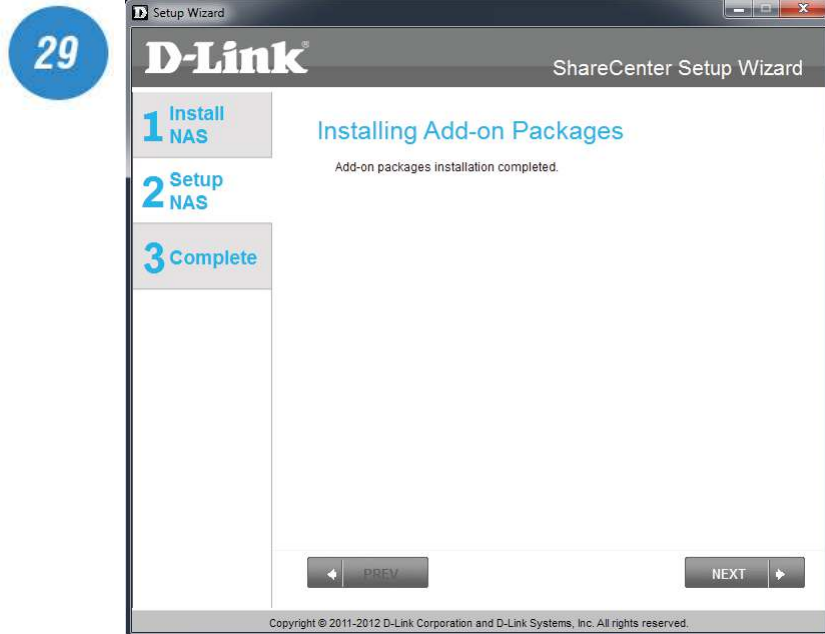 29
Setup Wizard
D-Link
ShareCenter Setup Wizard
1 Install
NAS
2 Setup
NAS
3 Complete
Installing Add-on Packages
Add-on packages installation completed.
PREV
NEXT
Copyright © 2011-2012 D-Link Corporation and D-Link Systems, Inc. All rights reserved.